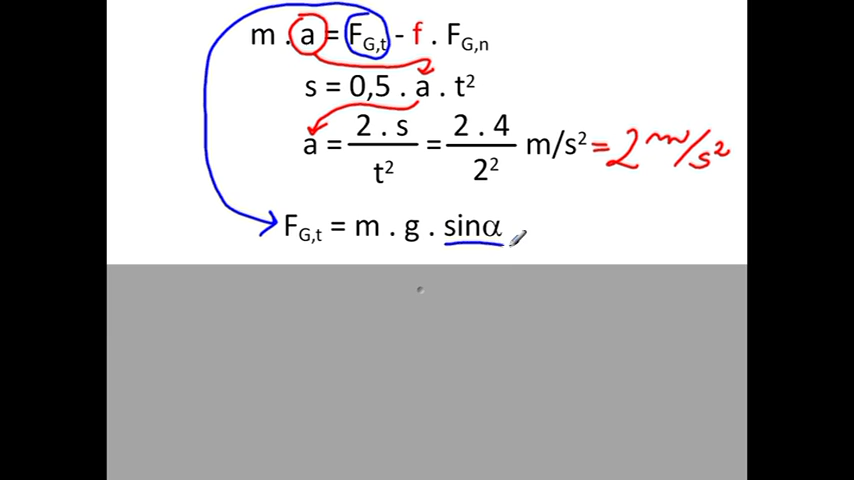 m . a = F_G,t - f . F_G,n
s = 0,5 . a . t²
a = 2 . s / t² = 2 . 4 / 2² m/s² = 2 m/s²
F_G,t = m . g . sinα